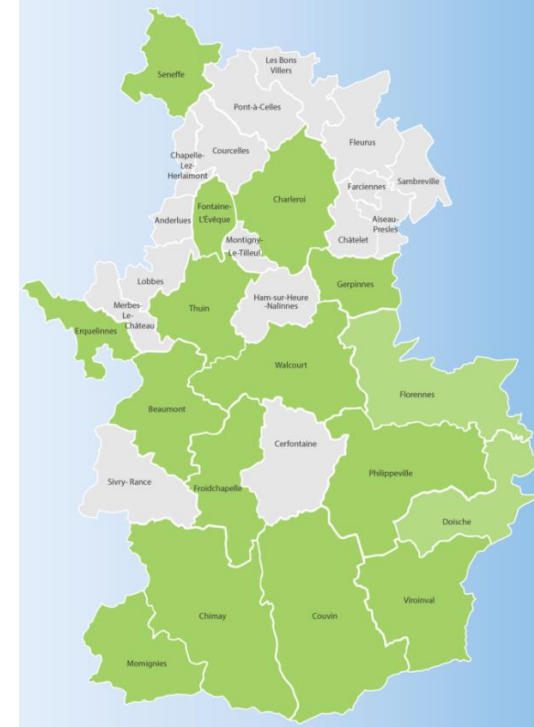 Les Bons
Villers
Seneffe
Pont-à-Celles
Fleurus
Courcelles
Chapelle-
Lez-
Herlaimont
Sambreville
Farciennes
Fontaine-
L'Évêque
Charleroi
Anderlues
Aiseau-
Presles
Châtelet
Montigny-
Le-Tilleul
Lobbes
Gerpinnes
Ham-sur-Heure
-Nalinnes
Merbes-
Le-
Château
Thuin
Erquelinnes
Walcourt
Florennes
Beaumont
Cerfontaine
Philippeville
Sivry- Rance
Froidchapelle
Doische
Viroinval
Chimay
Couvin
Momignies